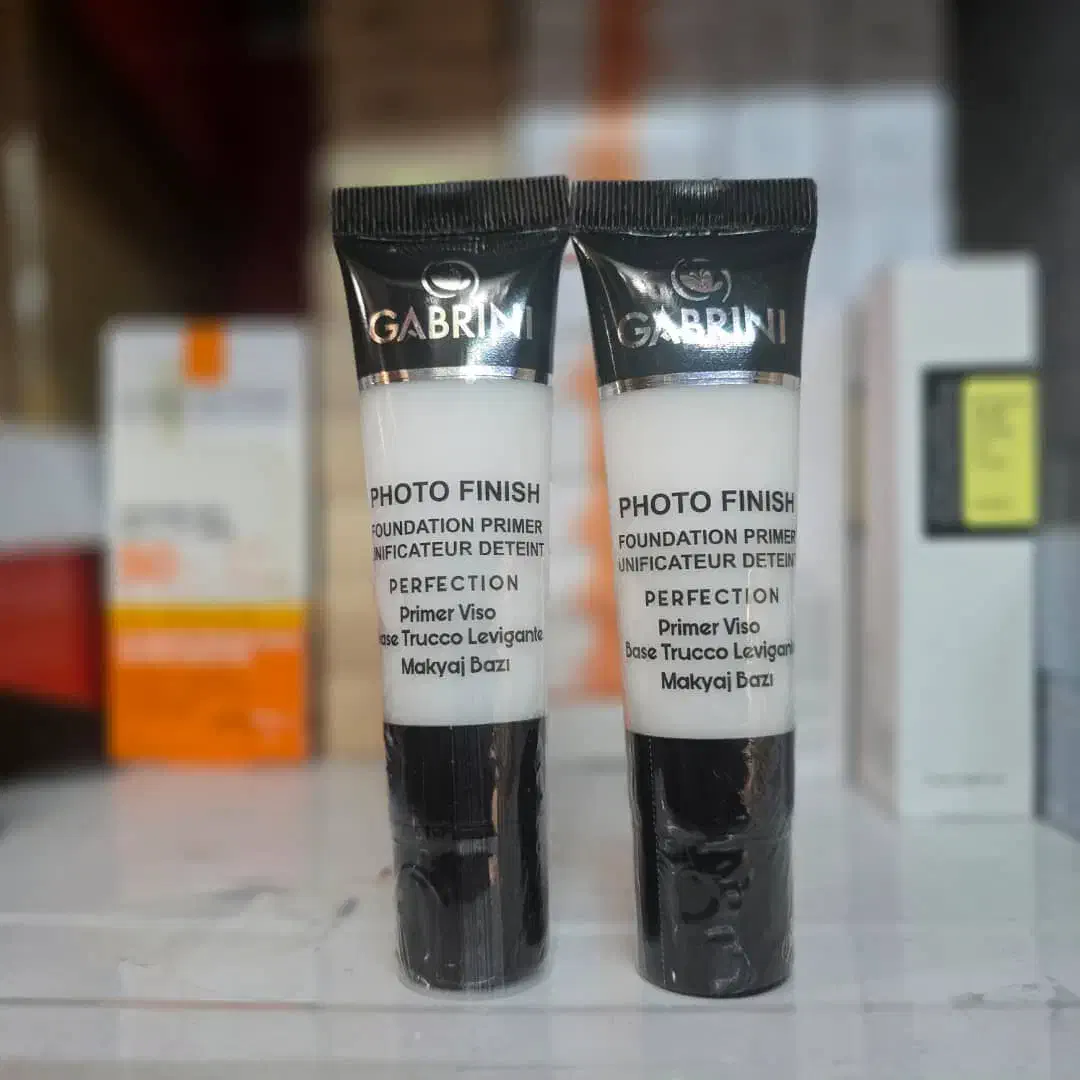 GABRINI
PHOTO FINISH
FOUNDATION PRIMER
UNIFICATEUR DETEINT
PERFECTION
Primer Viso
Base Trucco Levigante
Makyaj Bazı
GABRINI
PHOTO FINISH
FOUNDATION PRIMER
UNIFICATEUR DETEINT
PERFECTION
Primer Viso
Base Trucco Levigante
Makyaj Bazı